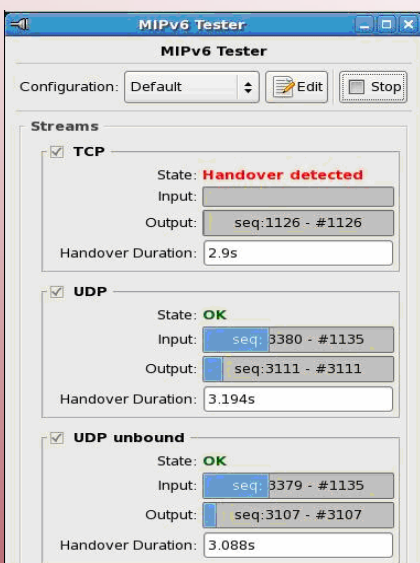 MIPv6 Tester
MIPv6 Tester
Configuration: Default Edit Stop
Streams
TCP
State: Handover detected
Input:
Output: seq:1126 - #1126
Handover Duration: 2.9s
UDP
State: OK
Input: seq: 3380 - #1135
Output: seq:3111 - #3111
Handover Duration: 3.194s
UDP unbound
State: OK
Input: seq: 3379 - #1135
Output: seq:3107 - #3107
Handover Duration: 3.088s